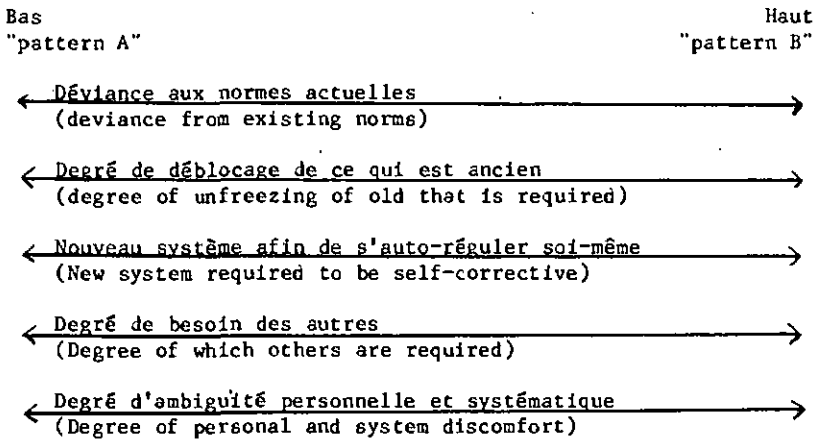 Bas Haut
"pattern A" "pattern B"
Déviance aux normes actuelles
(deviance from existing norms)
Degré de déblocage de ce qui est ancien
(degree of unfreezing of old that is required)
Nouveau système afin de s'auto-réguler soi-même
(New system required to be self-corrective)
Degré de besoin des autres
(Degree of which others are required)
Degré d'ambiguïté personnelle et systématique
(Degree of personal and system discomfort)